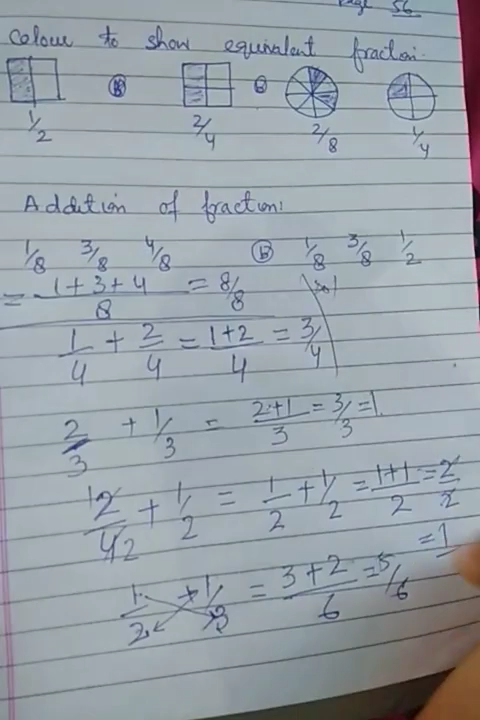 Page 56
Colour to show equivalent fraction.
B
1/2 2/4 2/8 1/4
Addition of fraction:
1/8 3/8 4/8 B 1/8 3/8 1/2
= 1+3+4/8 = 8/8
1/4 + 2/4 = 1+2/4 = 3/4
2/3 + 1/3 = 2+1/3 = 3/3 = 1
12/42 + 1/2 = 1/2 + 1/2 = 1+1/2 = 2/2
= 1
1/2 + 1/3 = 3+2/6 = 5/6